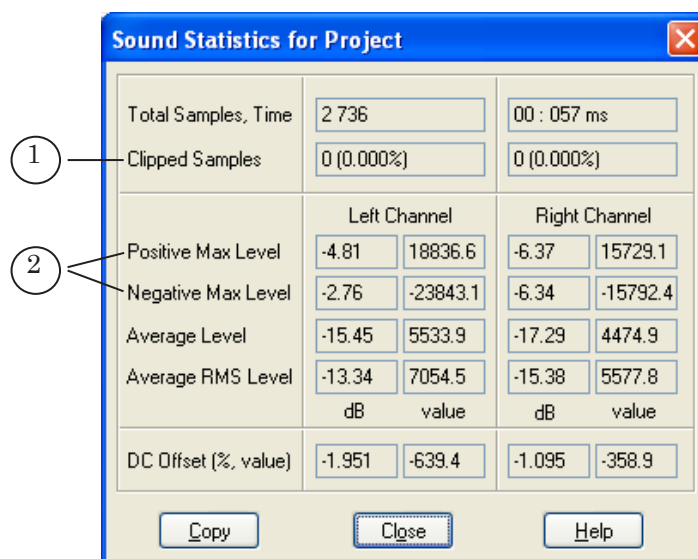 Sound Statistics for Project
Total Samples, Time 2 736 00 : 057 ms
1 Clipped Samples 0 (0.000%) 0 (0.000%)
Left Channel Right Channel
Positive Max Level -4.81 18836.6 -6.37 15729.1
2
Negative Max Level -2.76 -23843.1 -6.34 -15792.4
Average Level -15.45 5533.9 -17.29 4474.9
Average RMS Level -13.34 7054.5 -15.38 5577.8
dB value dB value
DC Offset (%, value) -1.951 -639.4 -1.095 -358.9
Copy Close Help